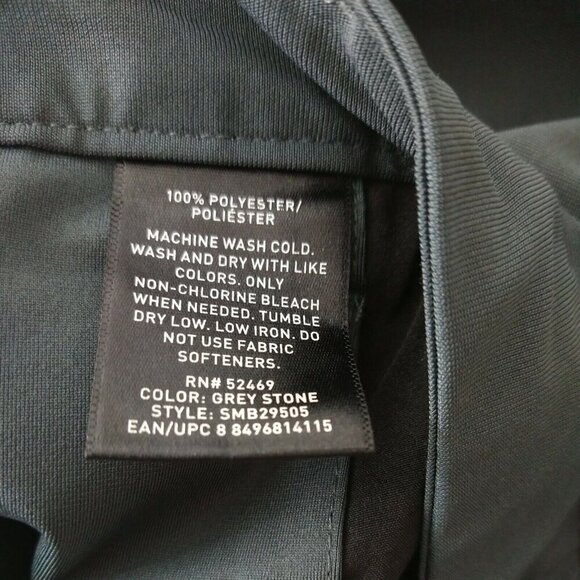 100% POLYESTER/
POLIÉSTER
MACHINE WASH COLD.
WASH AND DRY WITH LIKE
COLORS. ONLY
NON-CHLORINE BLEACH
WHEN NEEDED. TUMBLE
DRY LOW. LOW IRON. DO
NOT USE FABRIC
SOFTENERS.
RN# 52469
COLOR: GREY STONE
STYLE: SMB29505
EAN/UPC 8 8496814115